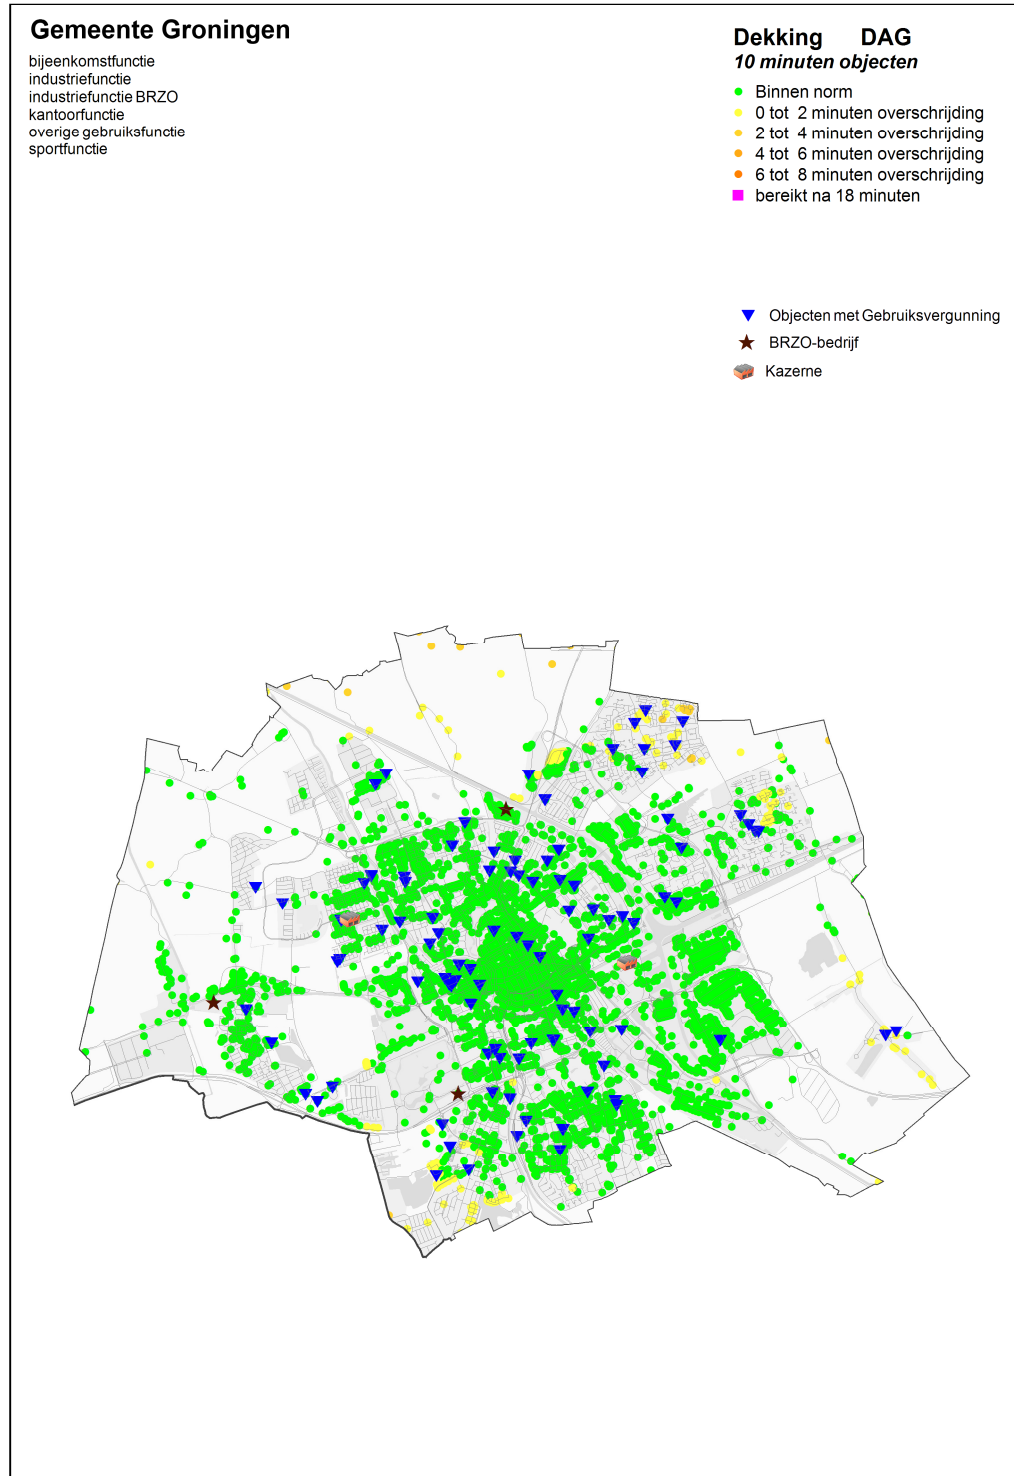 Gemeente Groningen
bijeenkomstfunctie
industriefunctie
industriefunctie BRZO
kantoorfunctie
overige gebruiksfunctie
sportfunctie
Dekking DAG
10 minuten objecten
Binnen norm
0 tot 2 minuten overschrijding
2 tot 4 minuten overschrijding
4 tot 6 minuten overschrijding
6 tot 8 minuten overschrijding
bereikt na 18 minuten
Objecten met Gebruiksvergunning
BRZO-bedrijf
Kazerne